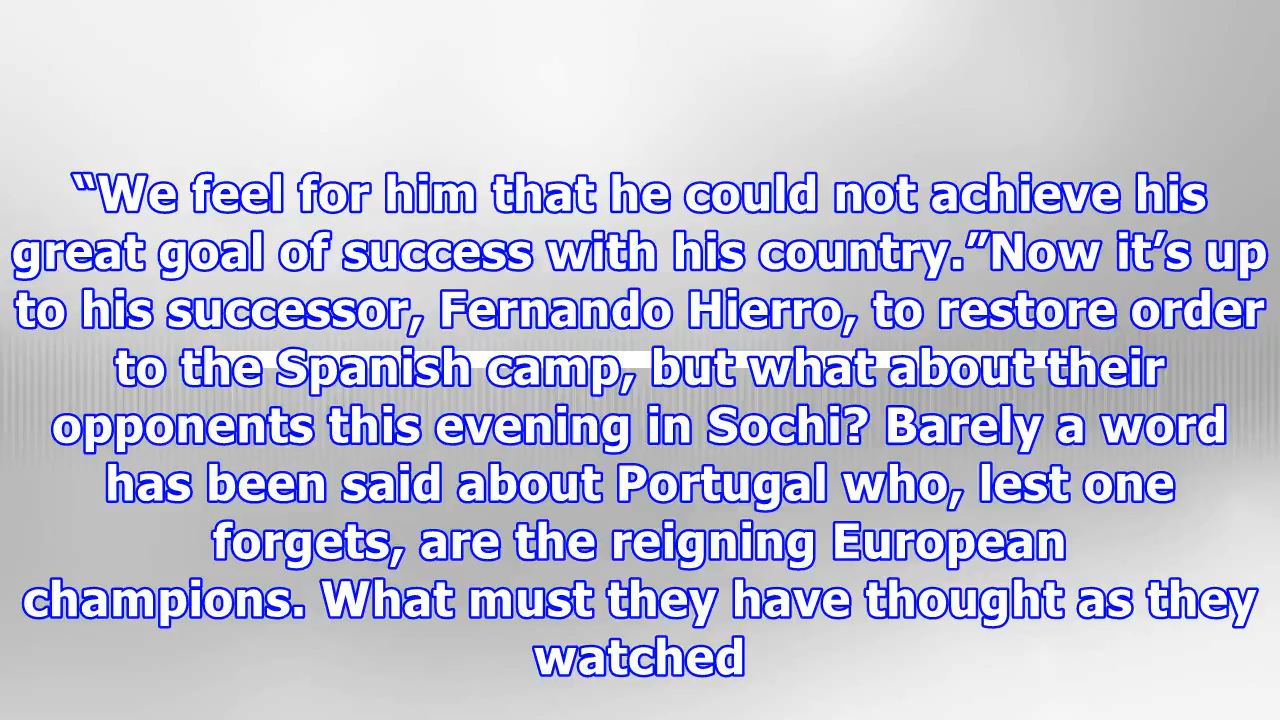 “We feel for him that he could not achieve his
great goal of success with his country.”Now it’s up
to his successor, Fernando Hierro, to restore order
to the Spanish camp, but what about their
opponents this evening in Sochi? Barely a word
has been said about Portugal who, lest one
forgets, are the reigning European
champions. What must they have thought as they
watched